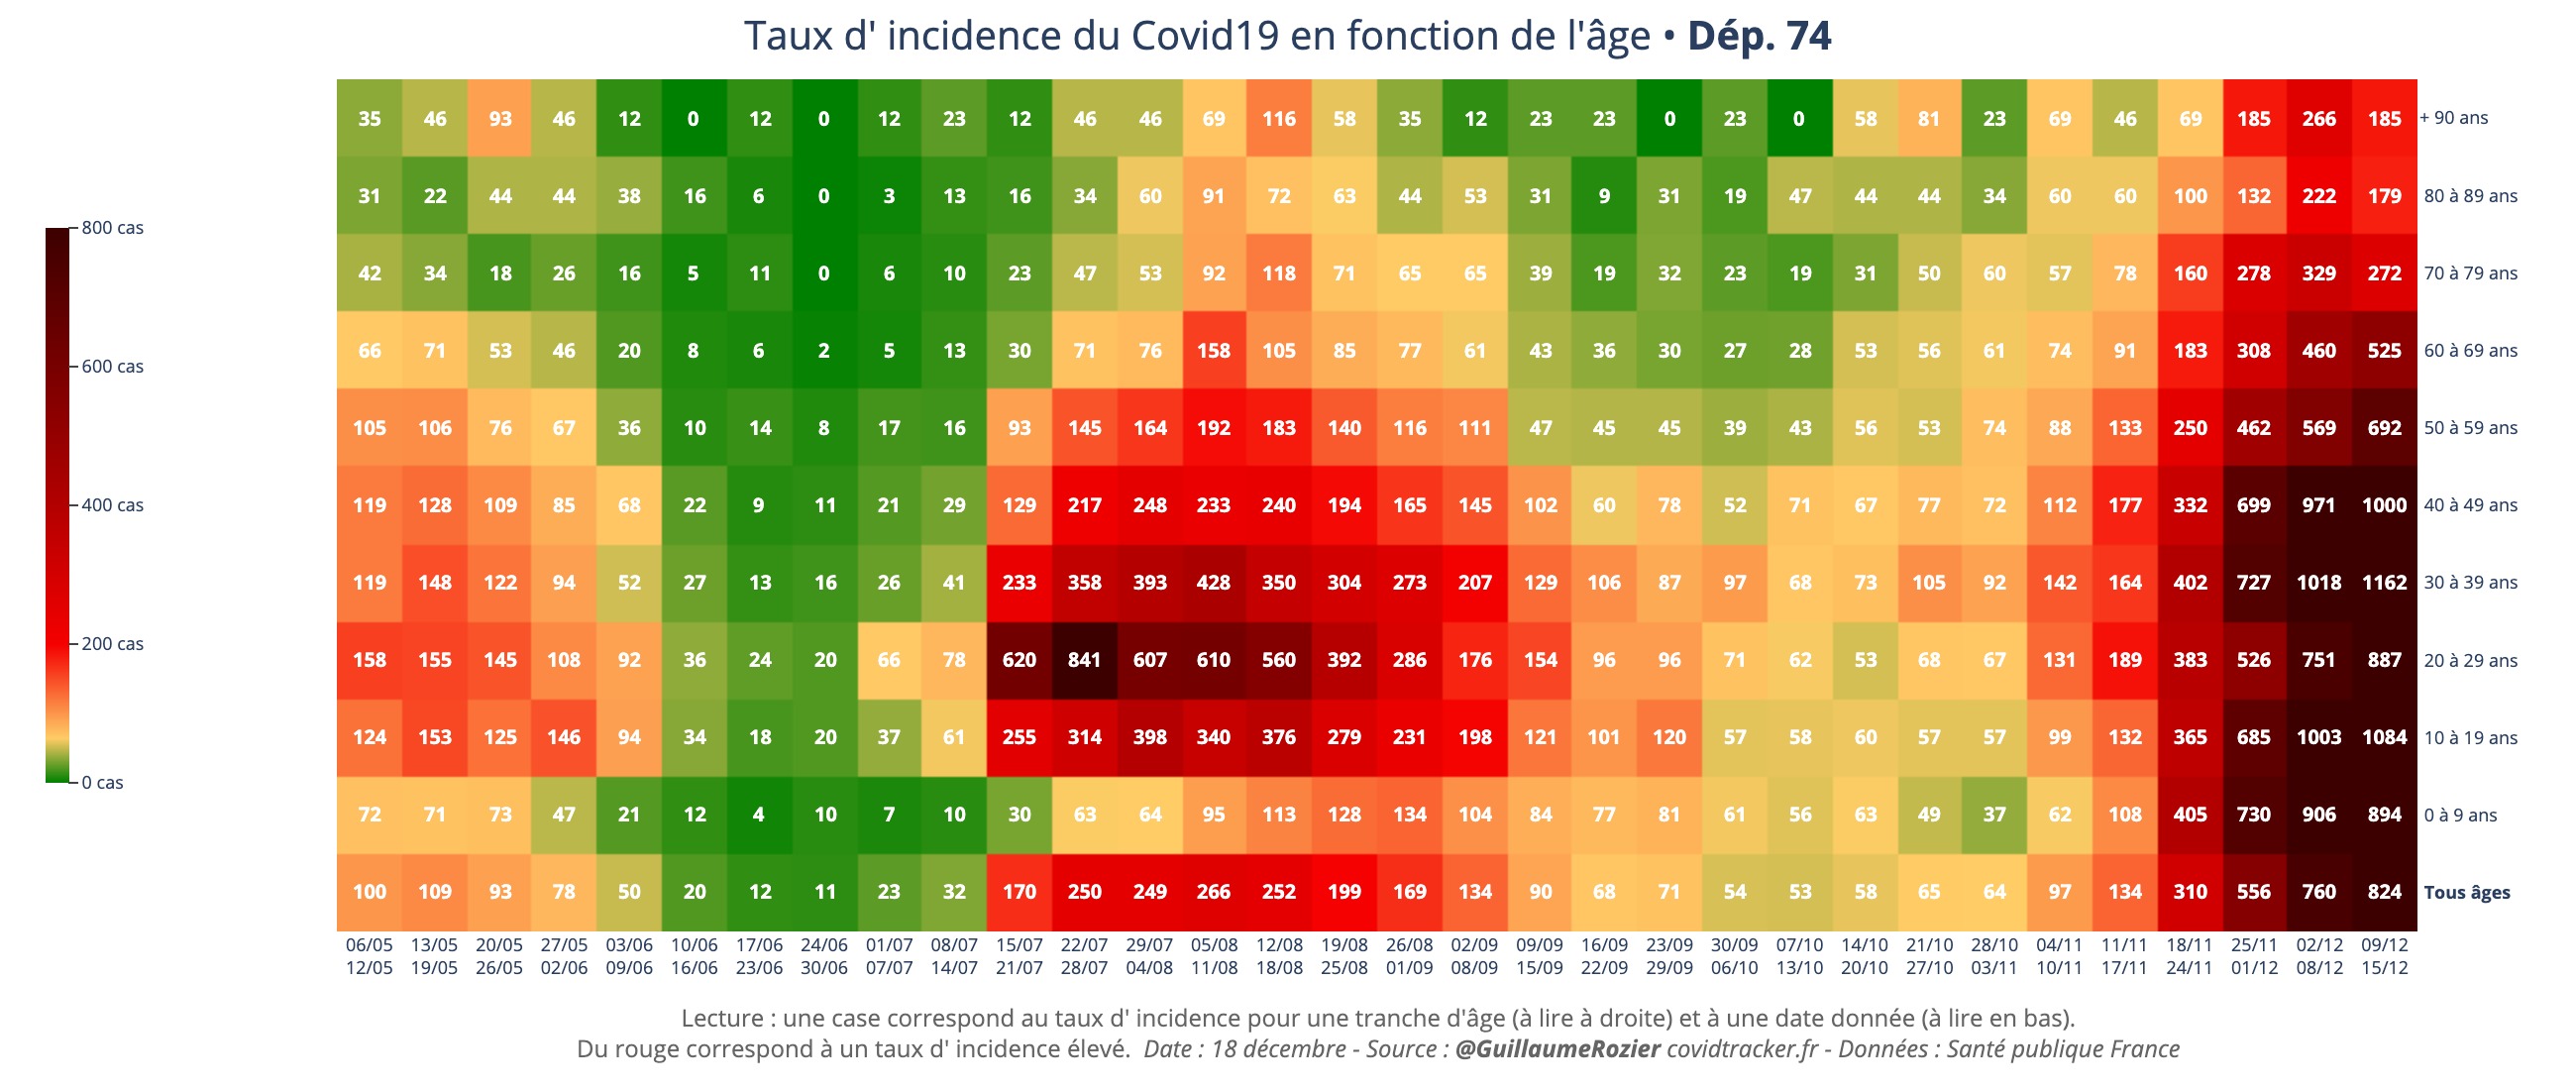 Taux d' incidence du Covid19 en fonction de l'âge • Dép. 74
800 cas
600 cas
400 cas
200 cas
0 cas
35 46 93 46 12 0 12 0 12 23 12 46 46 69 116 58 35 12 23 23 0 23 0 58 81 23 69 46 69 185 266 185 + 90 ans
31 22 44 44 38 16 6 0 3 13 16 34 60 91 72 63 44 53 31 9 31 19 47 44 44 34 60 60 100 132 222 179 80 à 89 ans
42 34 18 26 16 5 11 0 6 10 23 47 53 92 118 71 65 65 39 19 32 23 19 31 50 60 57 78 160 278 329 272 70 à 79 ans
66 71 53 46 20 8 6 2 5 13 30 71 76 158 105 85 77 61 43 36 30 27 28 53 56 61 74 91 183 308 460 525 60 à 69 ans
105 106 76 67 36 10 14 8 17 16 93 145 164 192 183 140 116 111 47 45 45 39 43 56 53 74 88 133 250 462 569 692 50 à 59 ans
119 128 109 85 68 22 9 11 21 29 129 217 248 233 240 194 165 145 102 60 78 52 71 67 77 72 112 177 332 699 971 1000 40 à 49 ans
119 148 122 94 52 27 13 16 26 41 233 358 393 428 350 304 273 207 129 106 87 97 68 73 105 92 142 164 402 727 1018 1162 30 à 39 ans
158 155 145 108 92 36 24 20 66 78 620 841 607 610 560 392 286 176 154 96 96 71 62 53 68 67 131 189 383 526 751 887 20 à 29 ans
124 153 125 146 94 34 18 20 37 61 255 314 398 340 376 279 231 198 121 101 120 57 58 60 57 57 99 132 365 685 1003 1084 10 à 19 ans
72 71 73 47 21 12 4 10 7 10 30 63 64 95 113 128 134 104 84 77 81 61 56 63 49 37 62 108 405 730 906 894 0 à 9 ans
100 109 93 78 50 20 12 11 23 32 170 250 249 266 252 199 169 134 90 68 71 54 53 58 65 64 97 134 310 556 760 824 Tous âges
06/05 13/05 20/05 27/05 03/06 10/06 17/06 24/06 01/07 08/07 15/07 22/07 29/07 05/08 12/08 19/08 26/08 02/09 09/09 16/09 23/09 30/09 07/10 14/10 21/10 28/10 04/11 11/11 18/11 25/11 02/12 09/12
12/05 19/05 26/05 02/06 09/06 16/06 23/06 30/06 07/07 14/07 21/07 28/07 04/08 11/08 18/08 25/08 01/09 08/09 15/09 22/09 29/09 06/10 13/10 20/10 27/10 03/11 10/11 17/11 24/11 01/12 08/12 15/12
Lecture : une case correspond au taux d' incidence pour une tranche d'âge (à lire à droite) et à une date donnée (à lire en bas).
Du rouge correspond à un taux d' incidence élevé. Date : 18 décembre - Source : @GuillaumeRozier covidtracker.fr - Données : Santé publique France